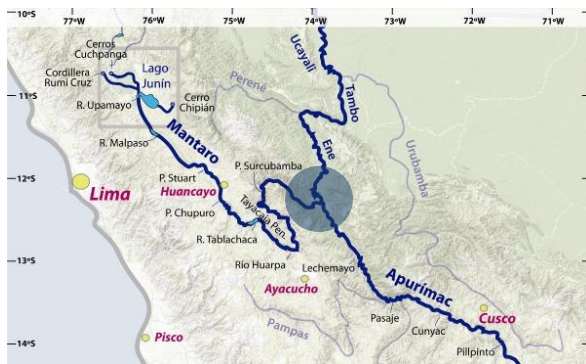 77°W
76°W
75°W
74°W
73°W
72°W
71°W
10°S
11°S
12°S
13°S
14°S
Cerros
Cuchpanga
Cordillera
Rumi Cruz
Lago
Junín
R. Upamayo
Cerro
Chipián
R. Malpaso
Mantaro
Perené
Ucayali
Tambo
Ene
Urubamba
P. Surcubamba
Lima
P. Stuart
Huancayo
P. Chupuro
Tayacaja Pen.
R. Tablachaca
Río Huarpa
Lechemayo
Apurímac
Ayacucho
Pampas
Pasaje
Cunyac
Cusco
Pillpinto
Pisco